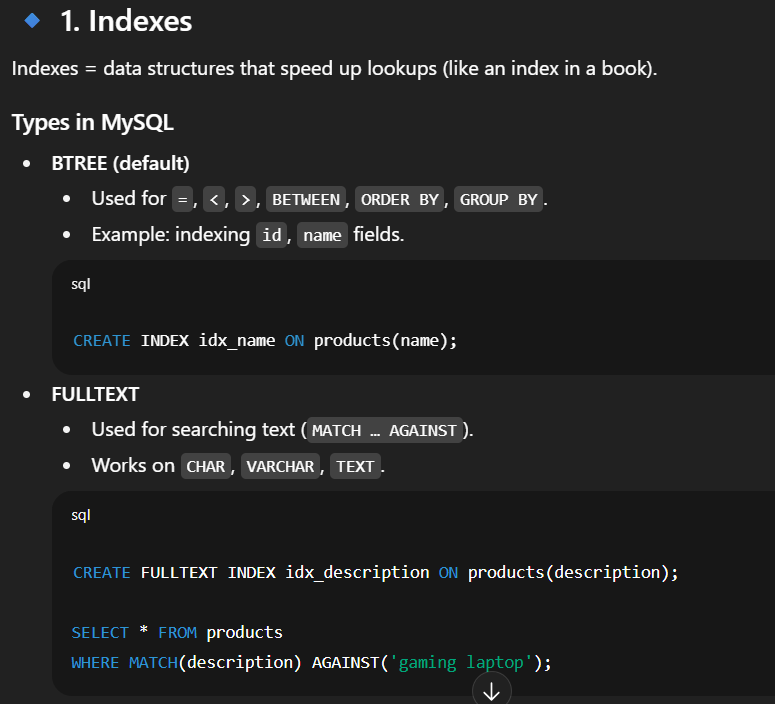 1. Indexes
Indexes = data structures that speed up lookups (like an index in a book).
Types in MySQL
BTREE (default)
Used for =, <, >, BETWEEN, ORDER BY, GROUP BY.
Example: indexing id, name fields.
sql
CREATE INDEX idx_name ON products(name);
FULLTEXT
Used for searching text (MATCH … AGAINST).
Works on CHAR, VARCHAR, TEXT.
sql
CREATE FULLTEXT INDEX idx_description ON products(description);
SELECT * FROM products
WHERE MATCH(description) AGAINST('gaming laptop');